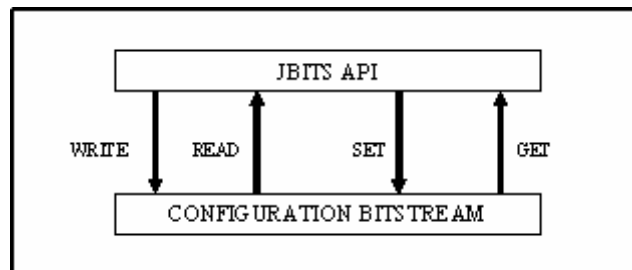 JBITS API
WRITE READ SET GET
CONFIGURATION BITSTREAM